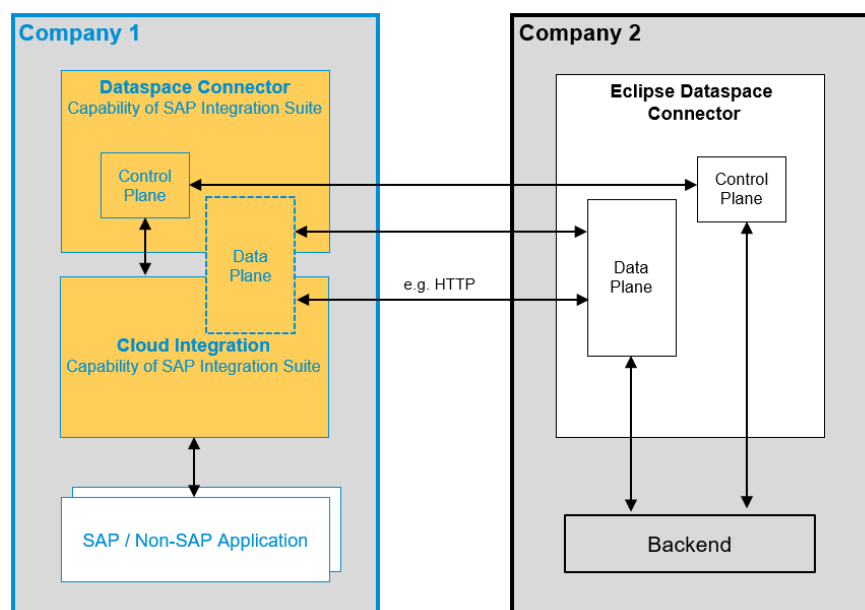 Company 1
Dataspace Connector
Capability of SAP Integration Suite
Control
Plane
Data
Plane
Cloud Integration
Capability of SAP Integration Suite
SAP / Non-SAP Application
e.g. HTTP
Company 2
Eclipse Dataspace
Connector
Control
Plane
Data
Plane
Backend